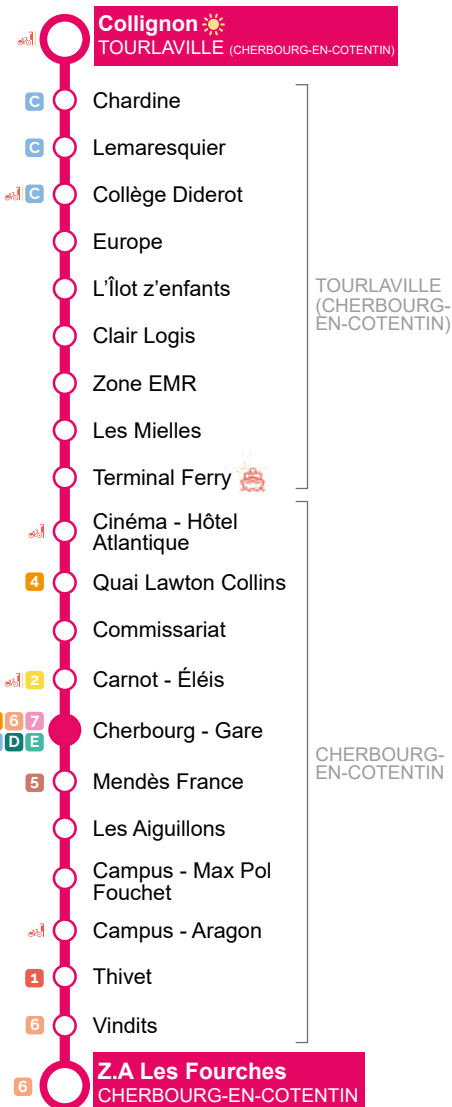 Collignon
TOURLAVILLE (CHERBOURG-EN-COTENTIN)
C Chardine
C Lemaresquier
C Collège Diderot
Europe
L'Îlot z'enfants
Clair Logis
Zone EMR
Les Mielles
Terminal Ferry
TOURLAVILLE
(CHERBOURG-
EN-COTENTIN)
Cinéma - Hôtel
Atlantique
4 Quai Lawton Collins
Commissariat
2 Carnot - Éléis
6 7
D E
Cherbourg - Gare
5 Mendès France
Les Aiguillons
Campus - Max Pol
Fouchet
Campus - Aragon
1 Thivet
6 Vindits
CHERBOURG-
EN-COTENTIN
6 Z.A Les Fourches
CHERBOURG-EN-COTENTIN